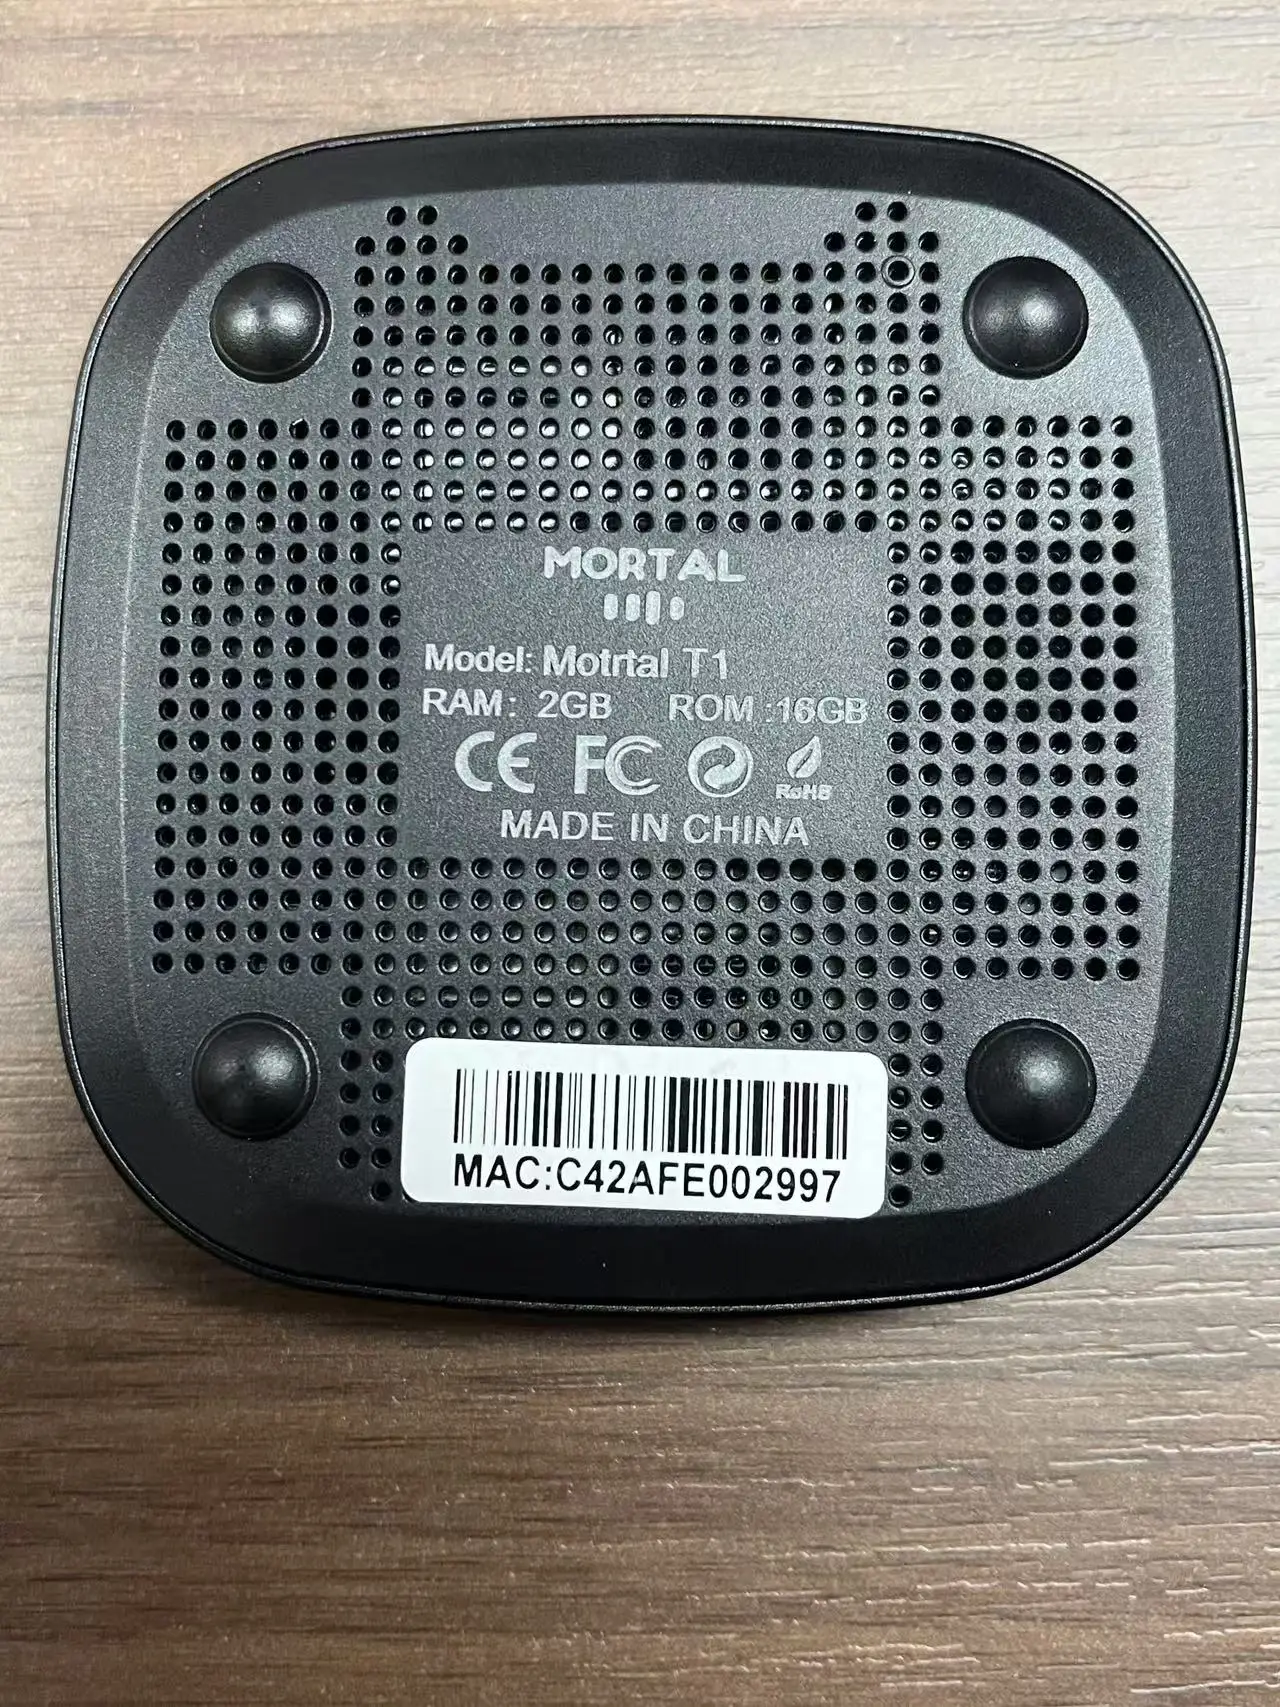 MORTAL
Model: Motrtal T1
RAM: 2GB ROM :16GB
CE FC RoHS
MADE IN CHINA
MAC:C42AFE002997